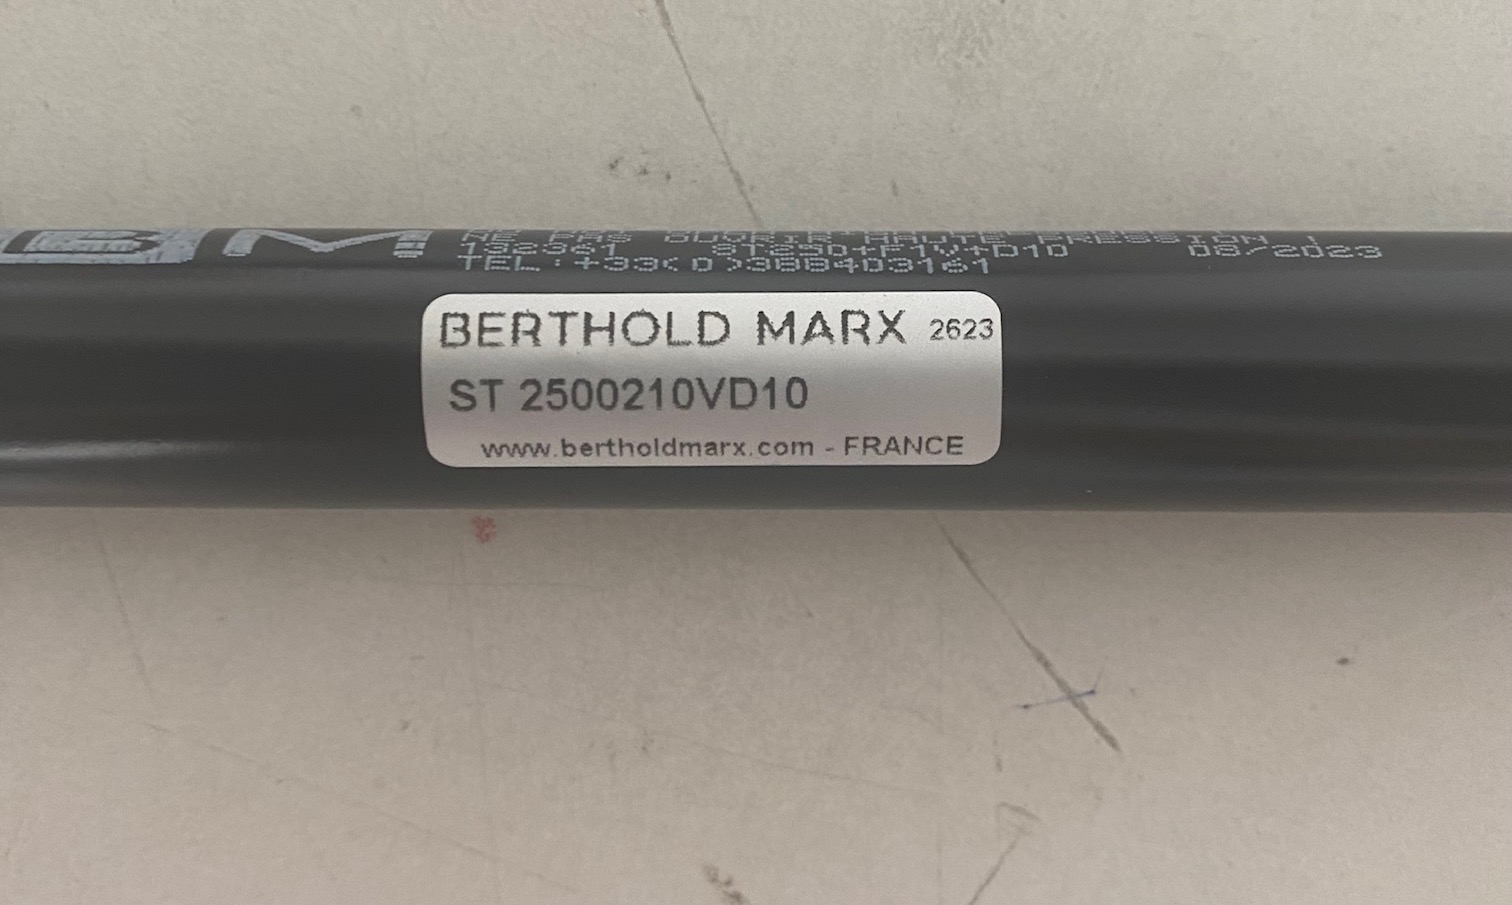 BM
NE PAS OUVRIR HAUTE PRESSION !
08/2023
TEL : +33(0)388403161
BERTHOLD MARX 2623
ST 2500210VD10
www.bertholdmarx.com - FRANCE